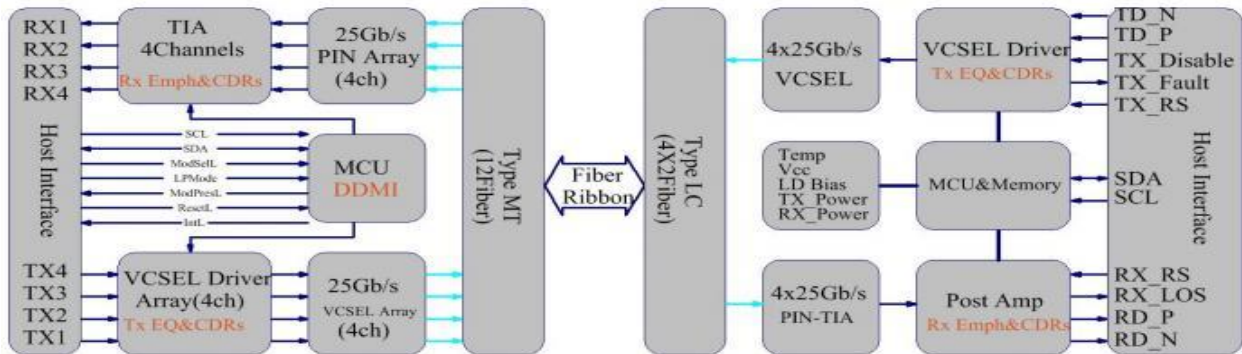 RX1
RX2
RX3
RX4
Host Interface
TX4
TX3
TX2
TX1
TIA
4Channels
Rx Emph&CDRs
25Gb/s
PIN Array
(4ch)
SCL
SDA
ModSelL
LPMode
ModPresL
ResetL
IntL
MCU
DDMI
VCSEL Driver
Array(4ch)
Tx EQ&CDRs
25Gb/s
VCSEL Array
(4ch)
Type MT
(12Fiber)
Fiber
Ribbon
Type LC
(4X2Fiber)
4x25Gb/s
VCSEL
VCSEL Driver
Tx EQ&CDRs
TD_N
TD_P
TX_Disable
TX_Fault
TX_RS
Temp
Vcc
LD Bias
TX_Power
RX_Power
MCU&Memory
SDA
SCL
Host Interface
4x25Gb/s
PIN-TIA
Post Amp
Rx Emph&CDRs
RX_RS
RX_LOS
RD_P
RD_N